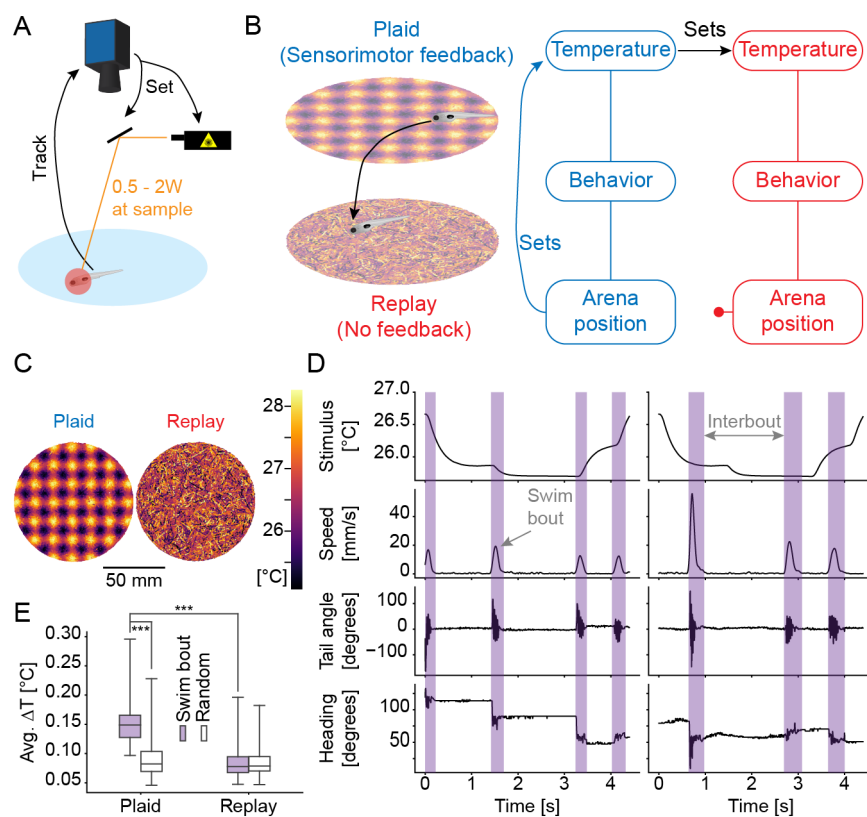 A
Set
Track
0.5 - 2W
at sample
B
Plaid
(Sensorimotor feedback)
Replay
(No feedback)
Temperature
Sets
Temperature
Behavior
Behavior
Sets
Arena
position
Arena
position
C
Plaid
Replay
28
27
26
[°C]
50 mm
D
Stimulus
[°C]
27.0
26.5
26.0
Interbout
Speed
[mm/s]
40
20
0
Swim
bout
Tail angle
[degrees]
100
0
−100
Heading
[degrees]
100
50
0 1 2 3 4
Time [s]
0 1 2 3 4
Time [s]
E
***
***
Avg. ΔT [°C]
0.30
0.25
0.20
0.15
0.10
0.05
Swim bout
Random
Plaid
Replay